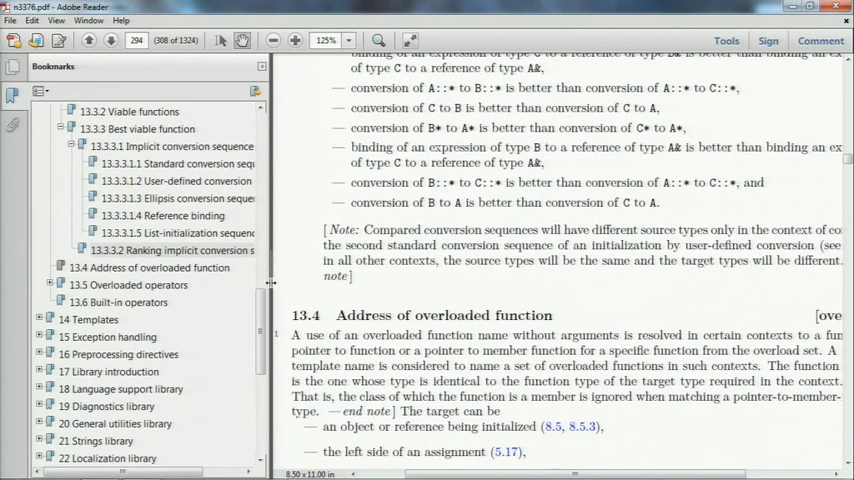 n3376.pdf - Adobe Reader
File Edit View Window Help
294 (308 of 1324) 125% Tools Sign Comment
Bookmarks
13.3.2 Viable functions
13.3.3 Best viable function
13.3.3.1 Implicit conversion sequence
13.3.3.1.1 Standard conversion sequ
13.3.3.1.2 User-defined conversion
13.3.3.1.3 Ellipsis conversion sequen
13.3.3.1.4 Reference binding
13.3.3.1.5 List-initialization sequenc
13.3.3.2 Ranking implicit conversion s
13.4 Address of overloaded function
13.5 Overloaded operators
13.6 Built-in operators
14 Templates
15 Exception handling
16 Preprocessing directives
17 Library introduction
18 Language support library
19 Diagnostics library
20 General utilities library
21 Strings library
22 Localization library
binding of an expression of type C to a reference of type B& is better than binding an ex
of type C to a reference of type A&,
— conversion of A::* to B::* is better than conversion of A::* to C::*,
— conversion of C to B is better than conversion of C to A,
— conversion of B* to A* is better than conversion of C* to A*,
— binding of an expression of type B to a reference of type A& is better than binding an ex
of type C to a reference of type A&,
— conversion of B::* to C::* is better than conversion of A::* to C::*, and
— conversion of B to A is better than conversion of C to A.
[ Note: Compared conversion sequences will have different source types only in the context of co
the second standard conversion sequence of an initialization by user-defined conversion (see
in all other contexts, the source types will be the same and the target types will be different.
note ]
13.4 Address of overloaded function [ove
1 A use of an overloaded function name without arguments is resolved in certain contexts to a fun
pointer to function or a pointer to member function for a specific function from the overload set. A
template name is considered to name a set of overloaded functions in such contexts. The function
is the one whose type is identical to the function type of the target type required in the context.
That is, the class of which the function is a member is ignored when matching a pointer-to-member-
type. — end note ] The target can be
— an object or reference being initialized (8.5, 8.5.3),
— the left side of an assignment (5.17),
8.50 x 11.00 in